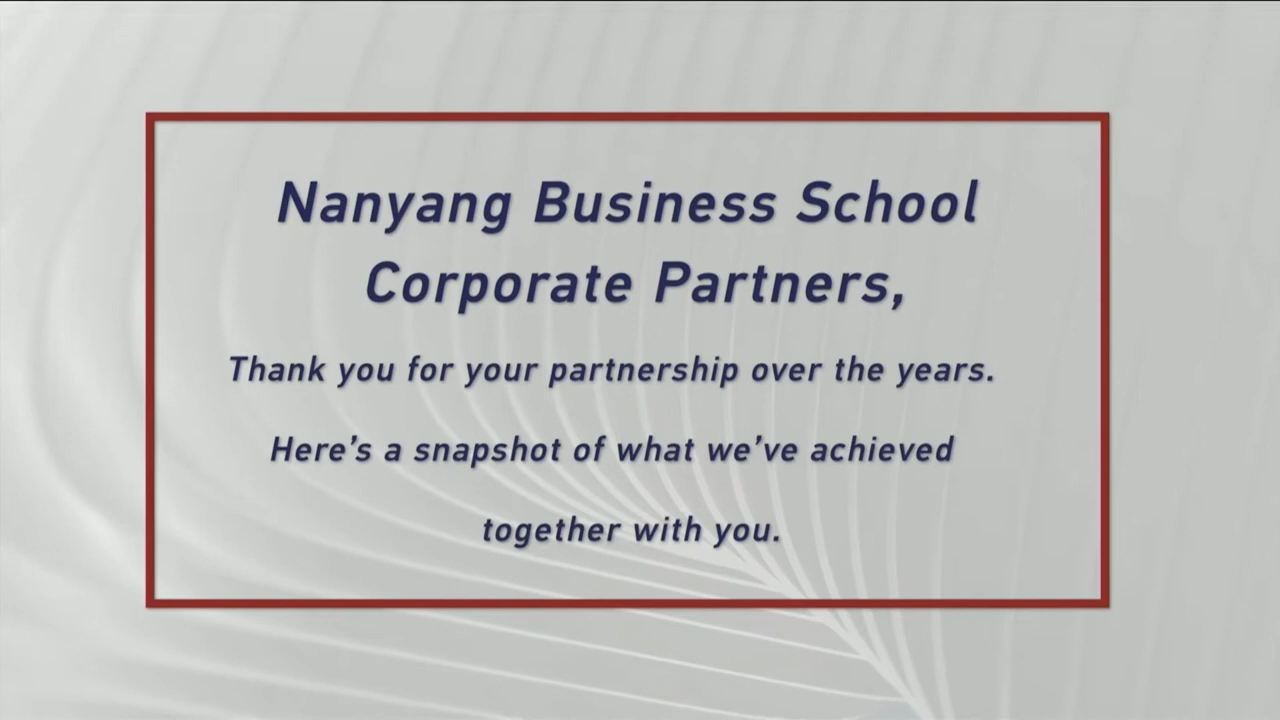 Nanyang Business School
Corporate Partners,
Thank you for your partnership over the years.
Here’s a snapshot of what we’ve achieved
together with you.